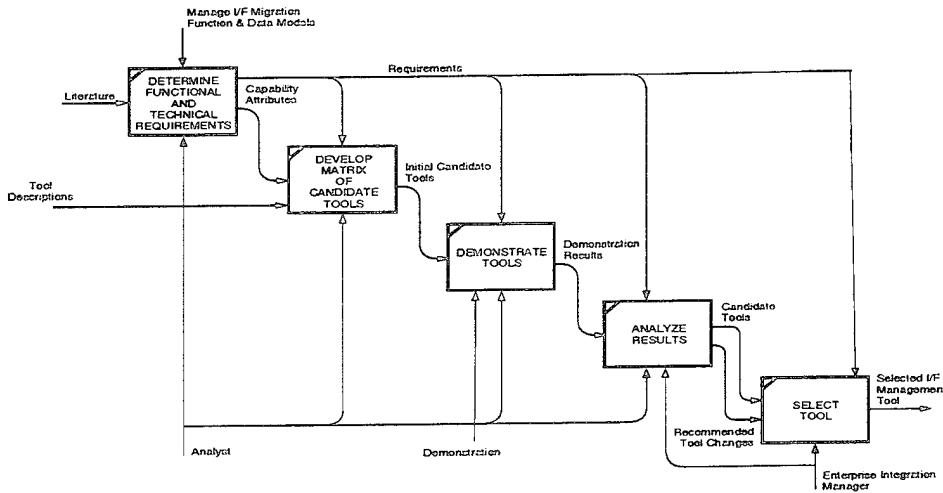 Manage I/F Migration
Function & Data Models
DETERMINE
FUNCTIONAL
AND
TECHNICAL
REQUIREMENTS
Literature
Capability
Attributes
Requirements
DEVELOP
MATRIX
OF
CANDIDATE
TOOLS
Initial Candidate
Tools
Tool
Descriptions
DEMONSTRATE
TOOLS
Demonstration
Results
ANALYZE
RESULTS
Candidate
Tools
SELECT
TOOL
Selected I/F
Management
Tool
Recommended
Tool Changes
Analyst
Demonstration
Enterprise Integration
Manager